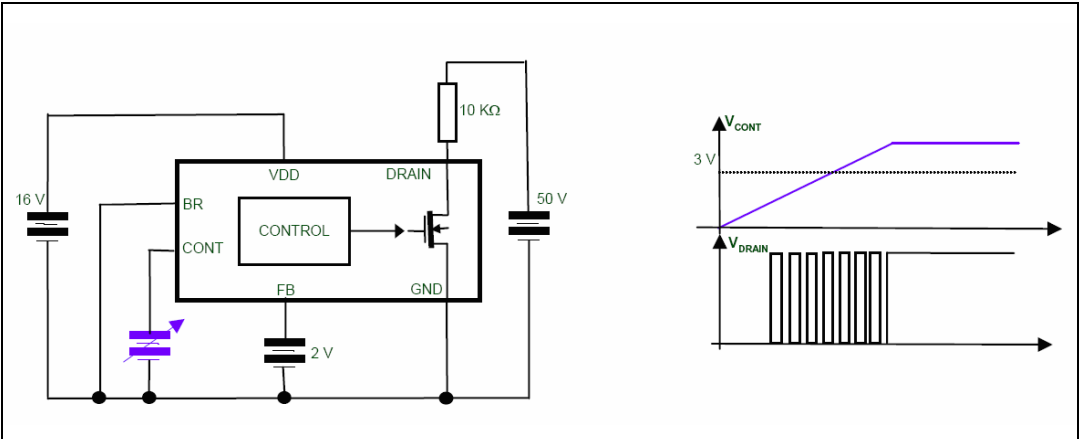 10 KΩ
VDD
DRAIN
16 V
BR
50 V
CONTROL
CONT
FB
GND
2 V
VCONT
3 V
VDRAIN